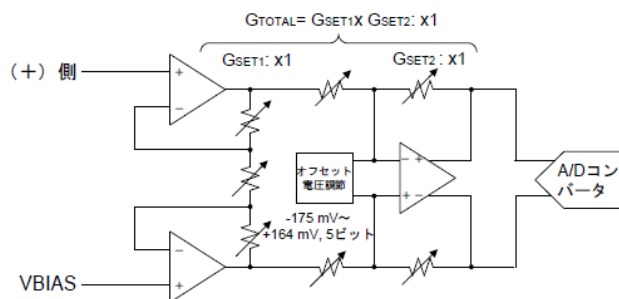 GTOTAL= GSET1x GSET2: x1
GSET1: x1
GSET2: x1
(+) 側
+
−
オフセット
電圧調節
− +
+ −
A/Dコン
バータ
-175 mV～
+164 mV, 5ビット
−
+
VBIAS